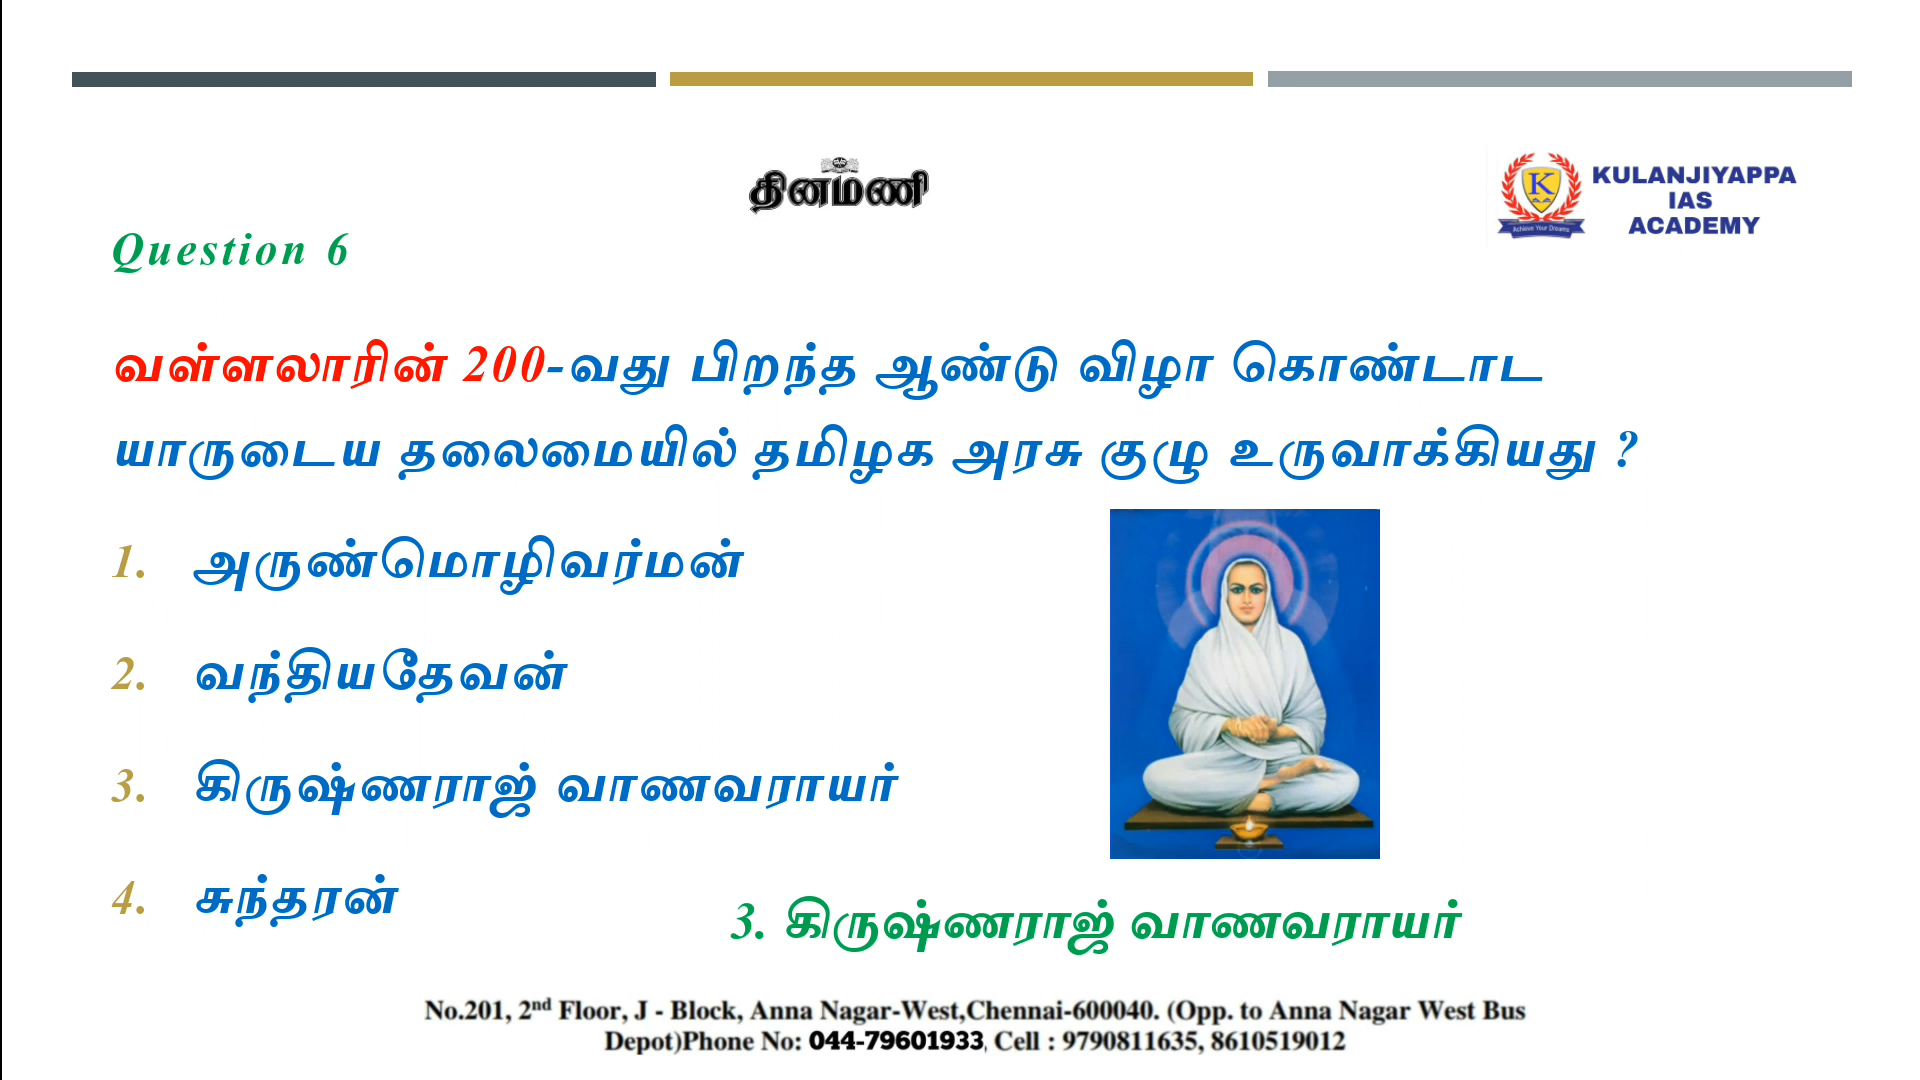 தினமணி
KULANJIYAPPA
IAS
ACADEMY
Achieve Your Dreams
Question 6
வள்ளலாரின் 200-வது பிறந்த ஆண்டு விழா கொண்டாட
யாருடைய தலைமையில் தமிழக அரசு குழு உருவாக்கியது ?
1. அருண்மொழிவர்மன்
2. வந்தியதேவன்
3. கிருஷ்ணராஜ் வாணவராயர்
4. சுந்தரன்
3. கிருஷ்ணராஜ் வாணவராயர்
No.201, 2nd Floor, J - Block, Anna Nagar-West,Chennai-600040. (Opp. to Anna Nagar West Bus
Depot)Phone No: 044-79601933, Cell : 9790811635, 8610519012